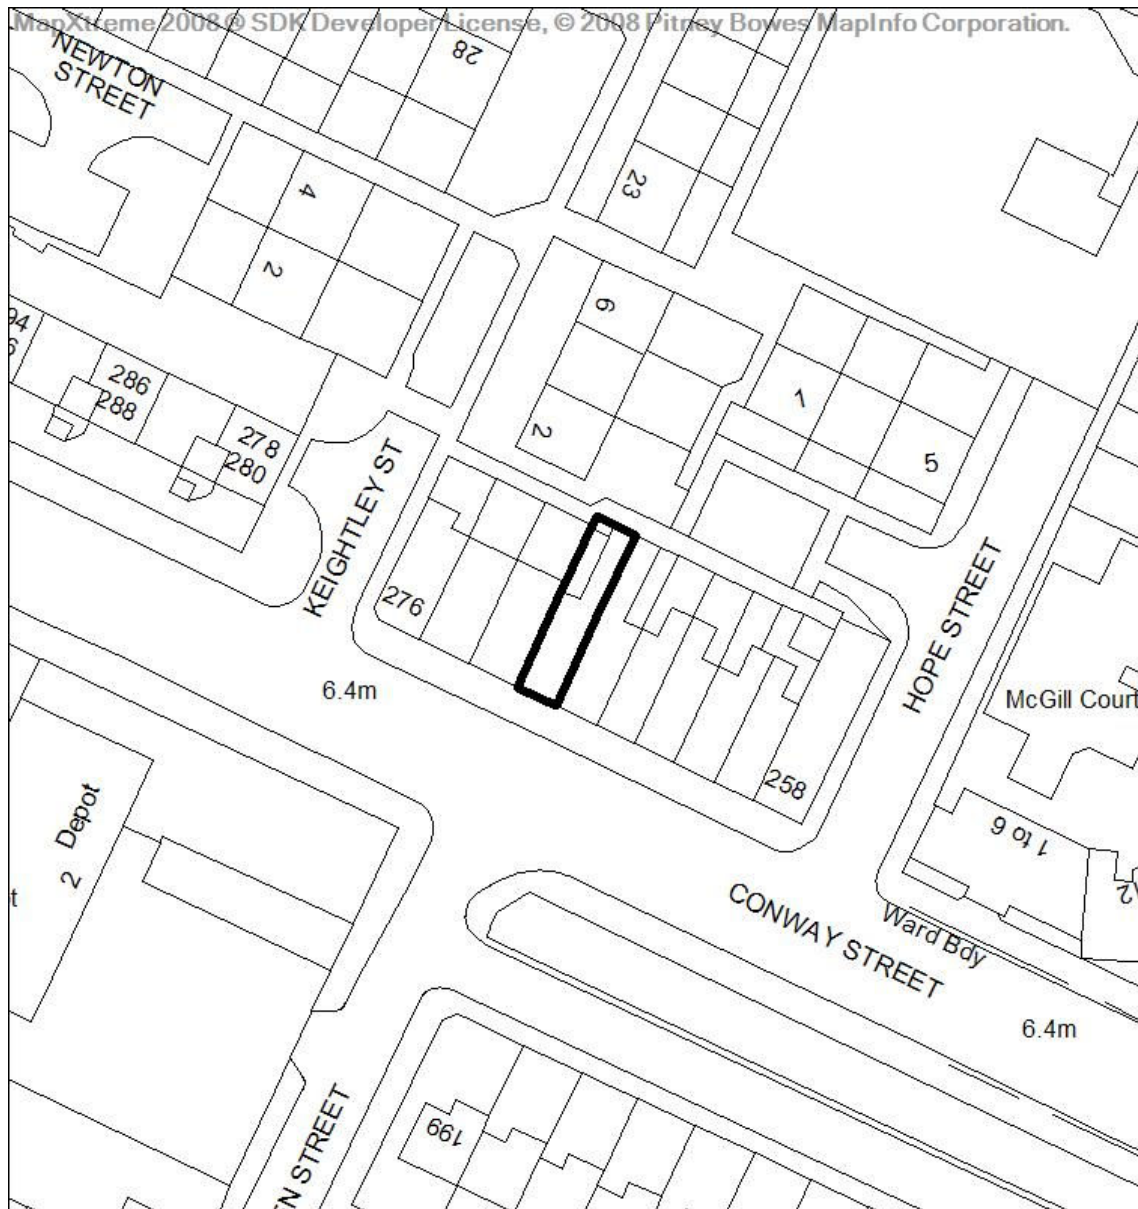 MapXtreme 2008 ® SDK Developer License, © 2008 Pitney Bowes MapInfo Corporation.
NEWTON
STREET
28
4
23
2
6
94
286
288
1
2
278
280
5
KEIGHTLEY ST
276
HOPE STREET
6.4m
McGill Court
258
Depot
2
1 to 6
CONWAY STREET
Ward Bdy
6.4m
199
EN STREET